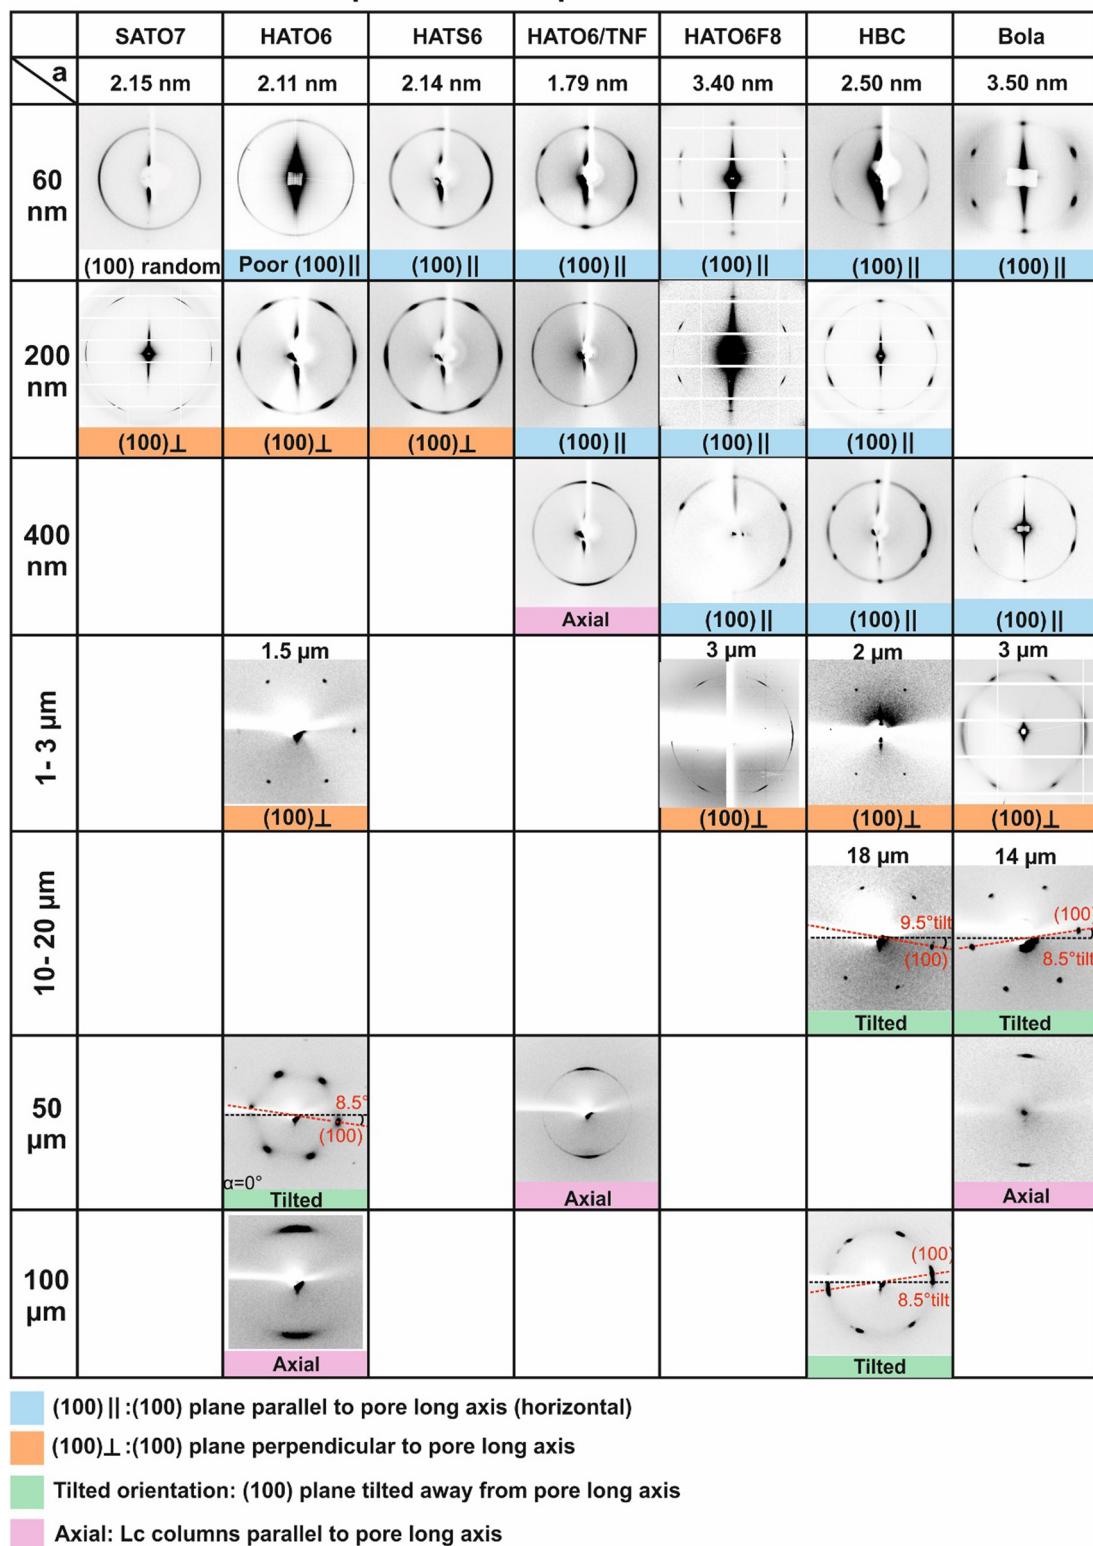 SATO7 HATO6 HATS6 HATO6/TNF HATO6F8 HBC Bola
a 2.15 nm 2.11 nm 2.14 nm 1.79 nm 3.40 nm 2.50 nm 3.50 nm
60 nm
(100) random Poor (100)|| (100)|| (100)|| (100)|| (100)|| (100)||
200 nm
(100)⊥ (100)⊥ (100)⊥ (100)|| (100)|| (100)||
400 nm
Axial (100)|| (100)|| (100)||
1- 3 µm
1.5 µm 3 µm 2 µm 3 µm
(100)⊥ (100)⊥ (100)⊥ (100)⊥
10- 20 µm
18 µm 14 µm
9.5°tilt (100)
(100) 8.5°tilt
Tilted Tilted
50 µm
8.5°
(100)
α=0°
Tilted Axial Axial
100 µm
(100)
8.5°tilt
Axial Tilted
(100)||:(100) plane parallel to pore long axis (horizontal)
(100)⊥:(100) plane perpendicular to pore long axis
Tilted orientation: (100) plane tilted away from pore long axis
Axial: Lc columns parallel to pore long axis